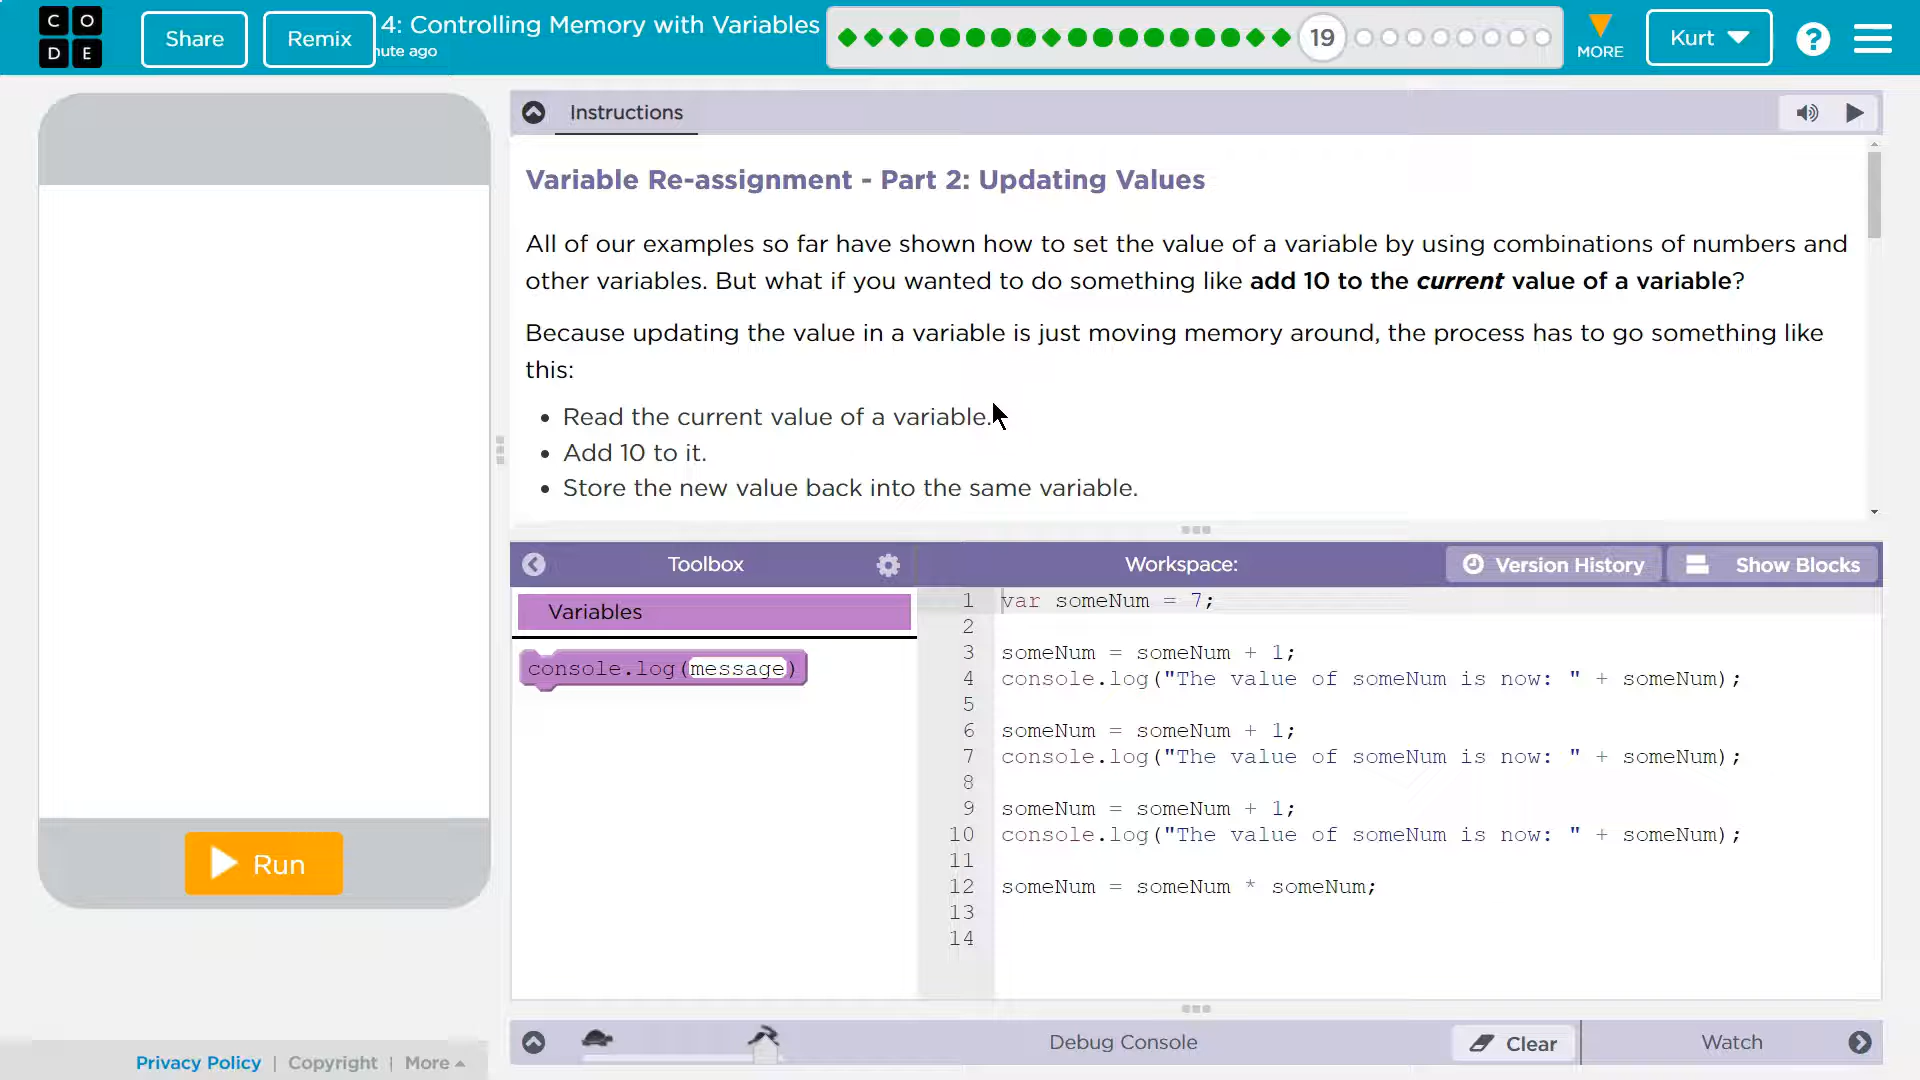 CODE
Share
Remix
4: Controlling Memory with Variables
nute ago
19
MORE
Kurt
?
Instructions
Variable Re-assignment - Part 2: Updating Values
All of our examples so far have shown how to set the value of a variable by using combinations of numbers and
other variables. But what if you wanted to do something like add 10 to the current value of a variable?
Because updating the value in a variable is just moving memory around, the process has to go something like
this:
• Read the current value of a variable.
• Add 10 to it.
• Store the new value back into the same variable.
Toolbox
Workspace:
Version History
Show Blocks
Variables
console.log(message)
1 var someNum = 7;
2
3 someNum = someNum + 1;
4 console.log("The value of someNum is now: " + someNum);
5
6 someNum = someNum + 1;
7 console.log("The value of someNum is now: " + someNum);
8
9 someNum = someNum + 1;
10 console.log("The value of someNum is now: " + someNum);
11
12 someNum = someNum * someNum;
13
14
Run
Debug Console
Clear
Watch
Privacy Policy | Copyright | More